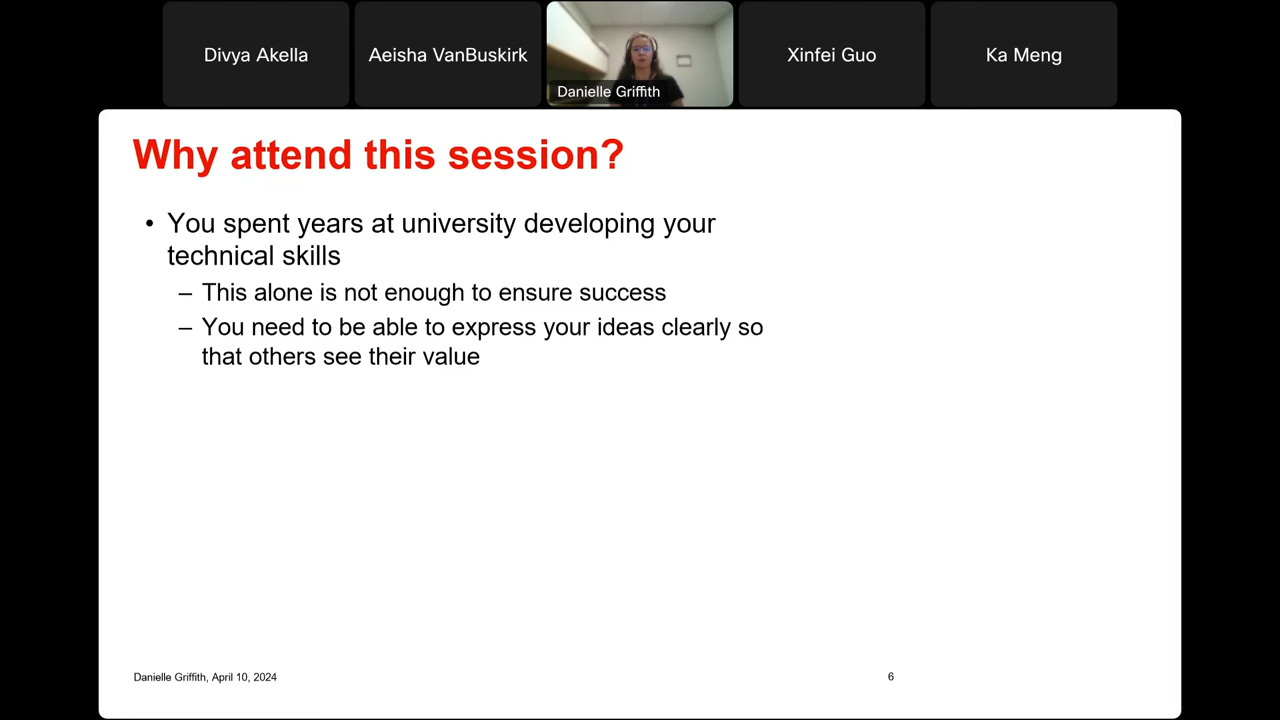 Divya Akella
Aeisha VanBuskirk
Danielle Griffith
Xinfei Guo
Ka Meng
Why attend this session?
• You spent years at university developing your
technical skills
– This alone is not enough to ensure success
– You need to be able to express your ideas clearly so
that others see their value
Danielle Griffith, April 10, 2024
6